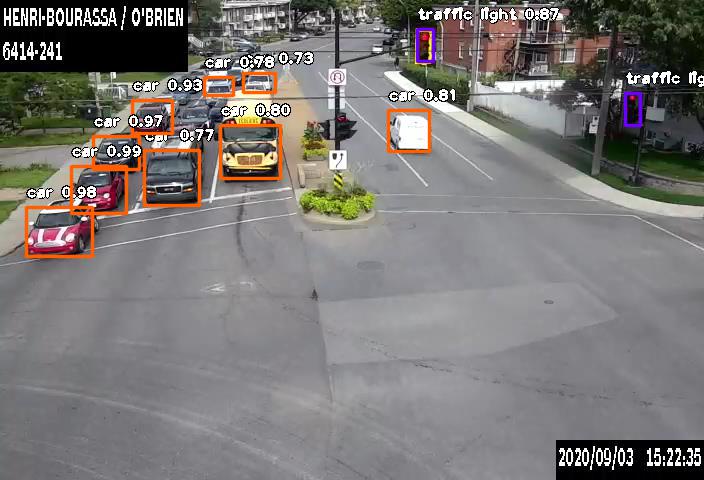 HENRI-BOURASSA / O'BRIEN
6414-241
traffic light 0.87
traffic lig
car 0.78
0.73
car 0.93
car 0.81
car 0.80
car 0.97
car 0.77
car 0.99
car 0.98
2020/09/03 15:22:35